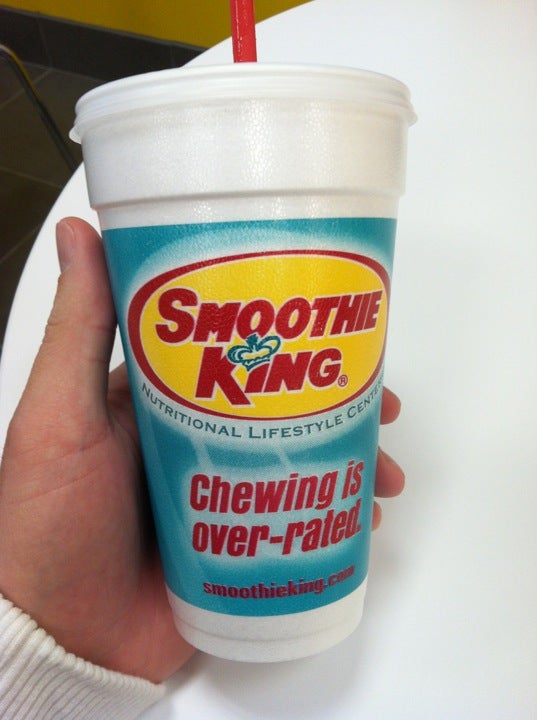 SMOOTHIE
KING®
NUTRITIONAL LIFESTYLE CENTER
Chewing is
over-rated.
smoothieking.com